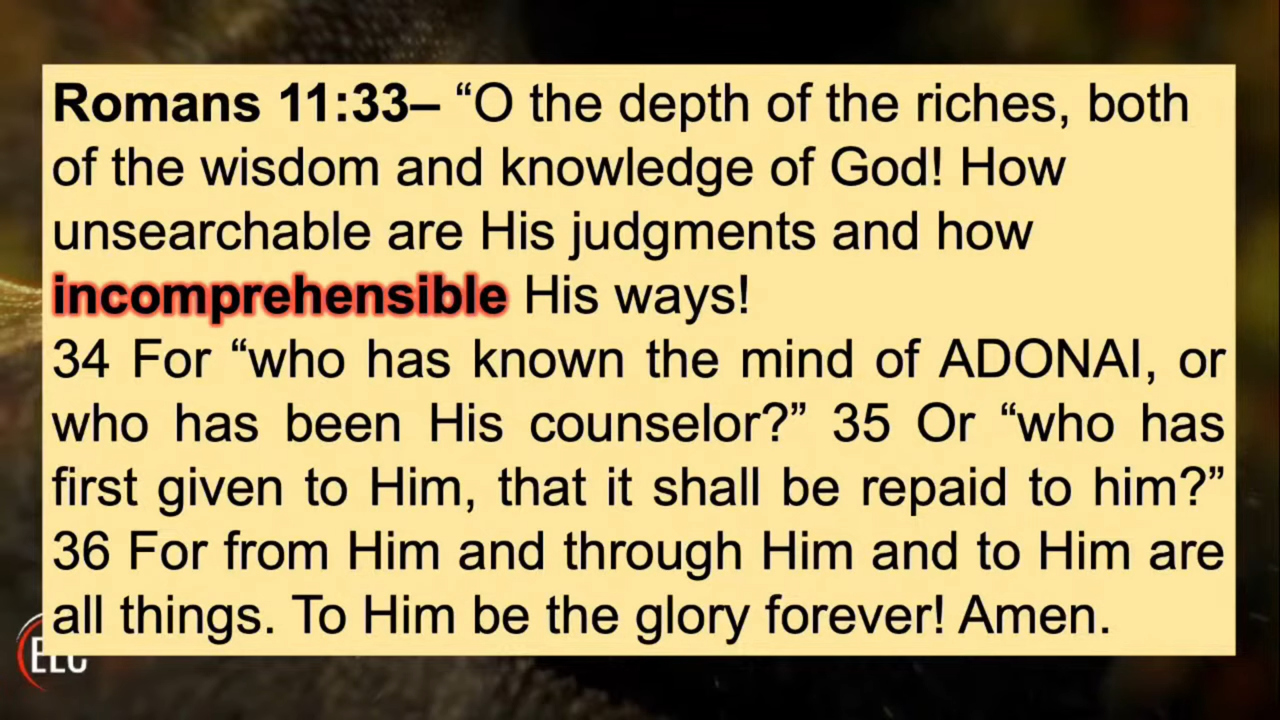 Romans 11:33– “O the depth of the riches, both
of the wisdom and knowledge of God! How
unsearchable are His judgments and how
incomprehensible His ways!
34 For “who has known the mind of ADONAI, or
who has been His counselor?” 35 Or “who has
first given to Him, that it shall be repaid to him?”
36 For from Him and through Him and to Him are
all things. To Him be the glory forever! Amen.
ELC